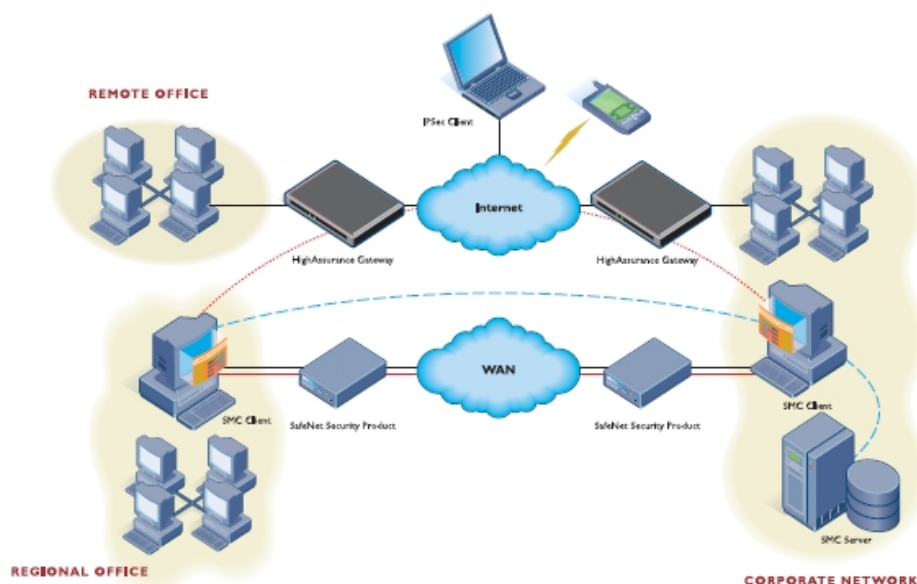 REMOTE OFFICE
IPSec Client
Internet
HighAssurance Gateway
HighAssurance Gateway
WAN
SMC Client
SafeNet Security Product
SafeNet Security Product
SMC Client
SMC Server
REGIONAL OFFICE
CORPORATE NETWORK